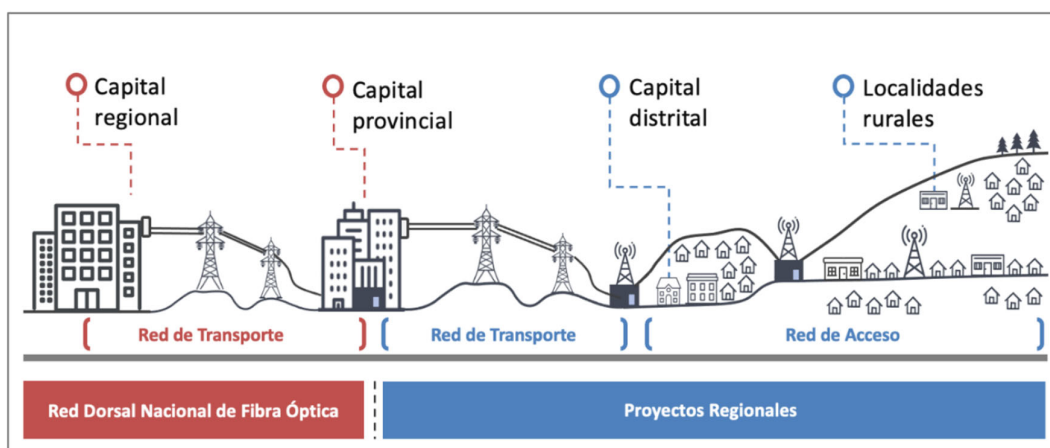 Capital
regional
Capital
provincial
Capital
distrital
Localidades
rurales
Red de Transporte
Red de Transporte
Red de Acceso
Red Dorsal Nacional de Fibra Óptica
Proyectos Regionales